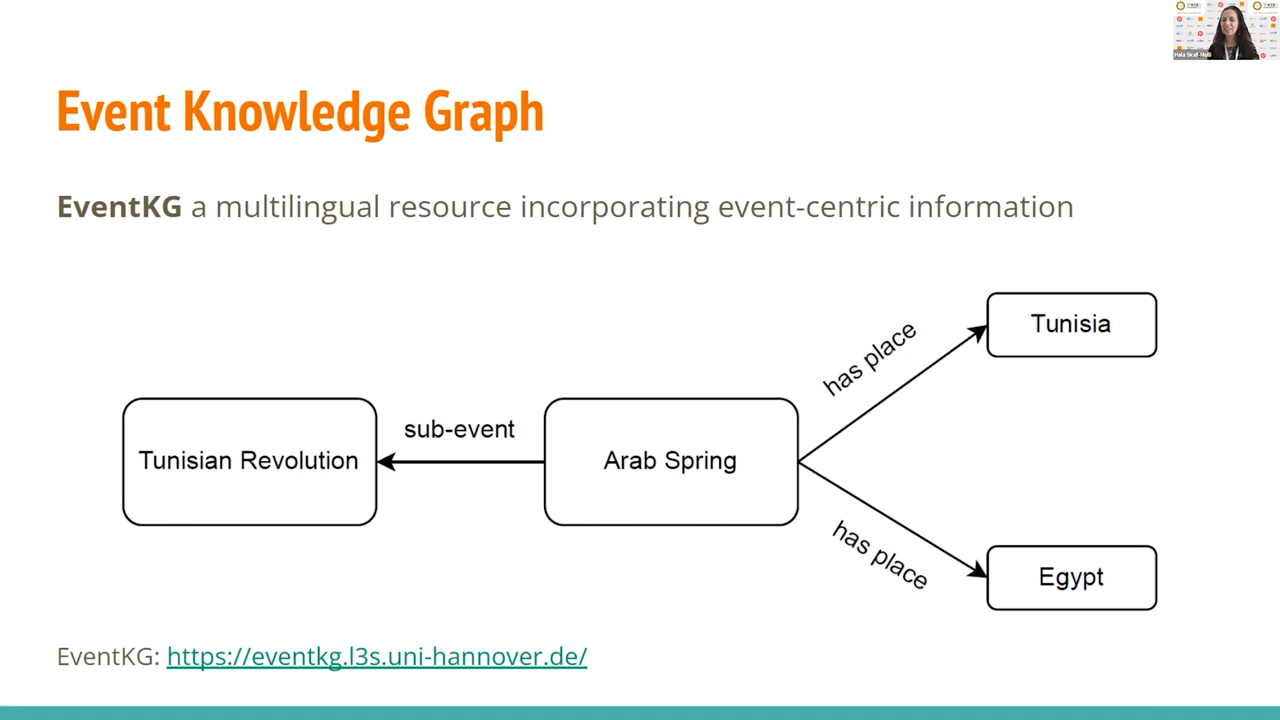 Event Knowledge Graph
EventKG a multilingual resource incorporating event-centric information
Tunisia
has place
Tunisian Revolution
sub-event
Arab Spring
has place
Egypt
EventKG: https://eventkg.l3s.uni-hannover.de/